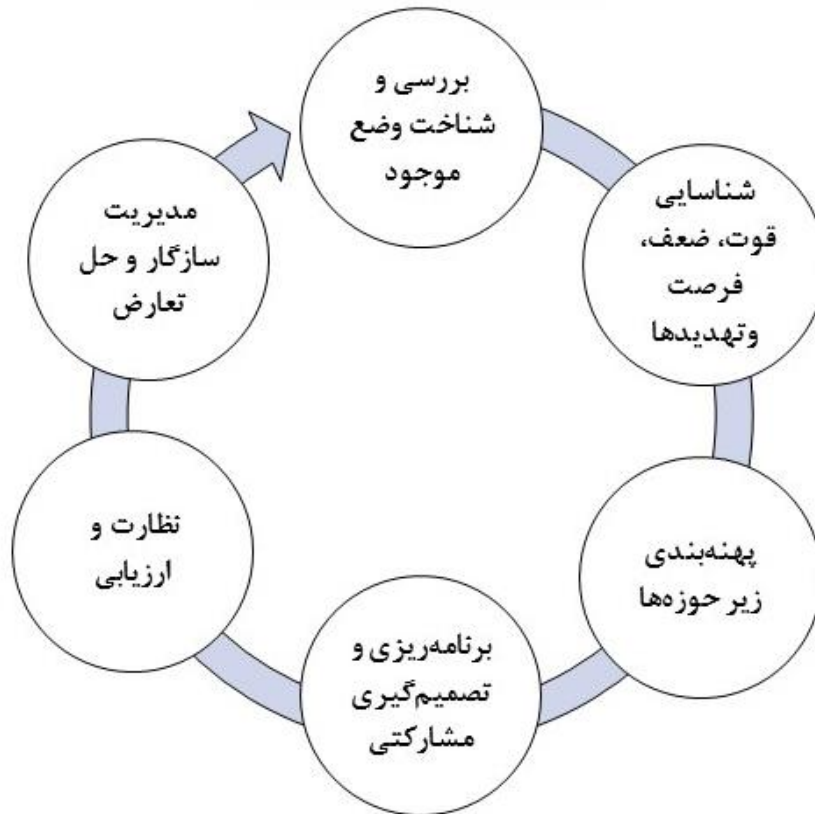 بررسی و
شناخت وضع
موجود
شناسایی
قوت، ضعف،
فرصت
وتهدیدها
پهنه‌بندی
زیر حوزه‌ها
برنامه‌ریزی و
تصمیم‌گیری
مشارکتی
نظارت و
ارزیابی
مدیریت
سازگار و حل
تعارض